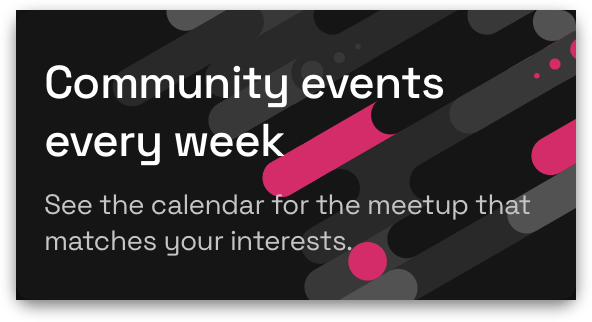 Community events
every week
See the calendar for the meetup that
matches your interests.